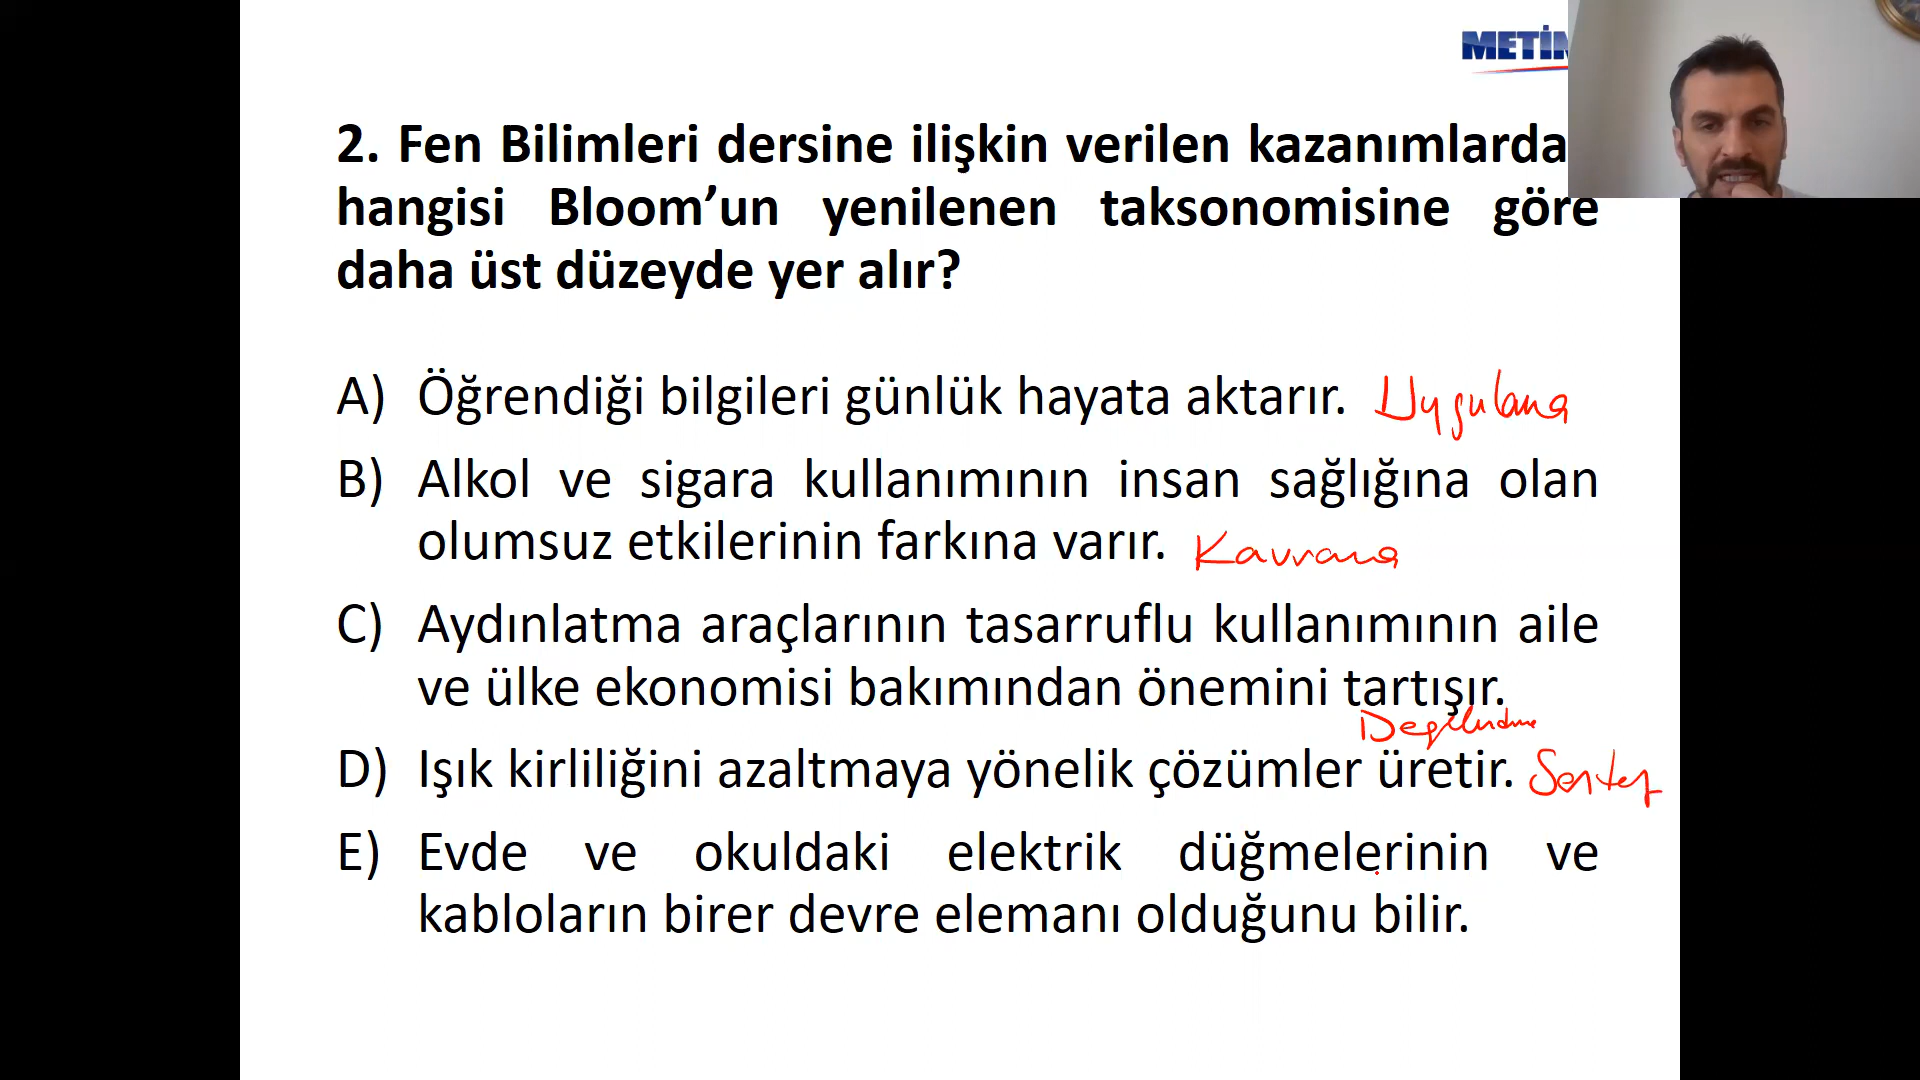 METİ
2. Fen Bilimleri dersine ilişkin verilen kazanımlarda
hangisi Bloom’un yenilenen taksonomisine göre
daha üst düzeyde yer alır?
A) Öğrendiği bilgileri günlük hayata aktarır. Uygulama
B) Alkol ve sigara kullanımının insan sağlığına olan
olumsuz etkilerinin farkına varır. Kavrama
C) Aydınlatma araçlarının tasarruflu kullanımının aile
ve ülke ekonomisi bakımından önemini tartışır.
Değerlendirme
D) Işık kirliliğini azaltmaya yönelik çözümler üretir. Sentez
E) Evde ve okuldaki elektrik düğmelerinin ve
kabloların birer devre elemanı olduğunu bilir.